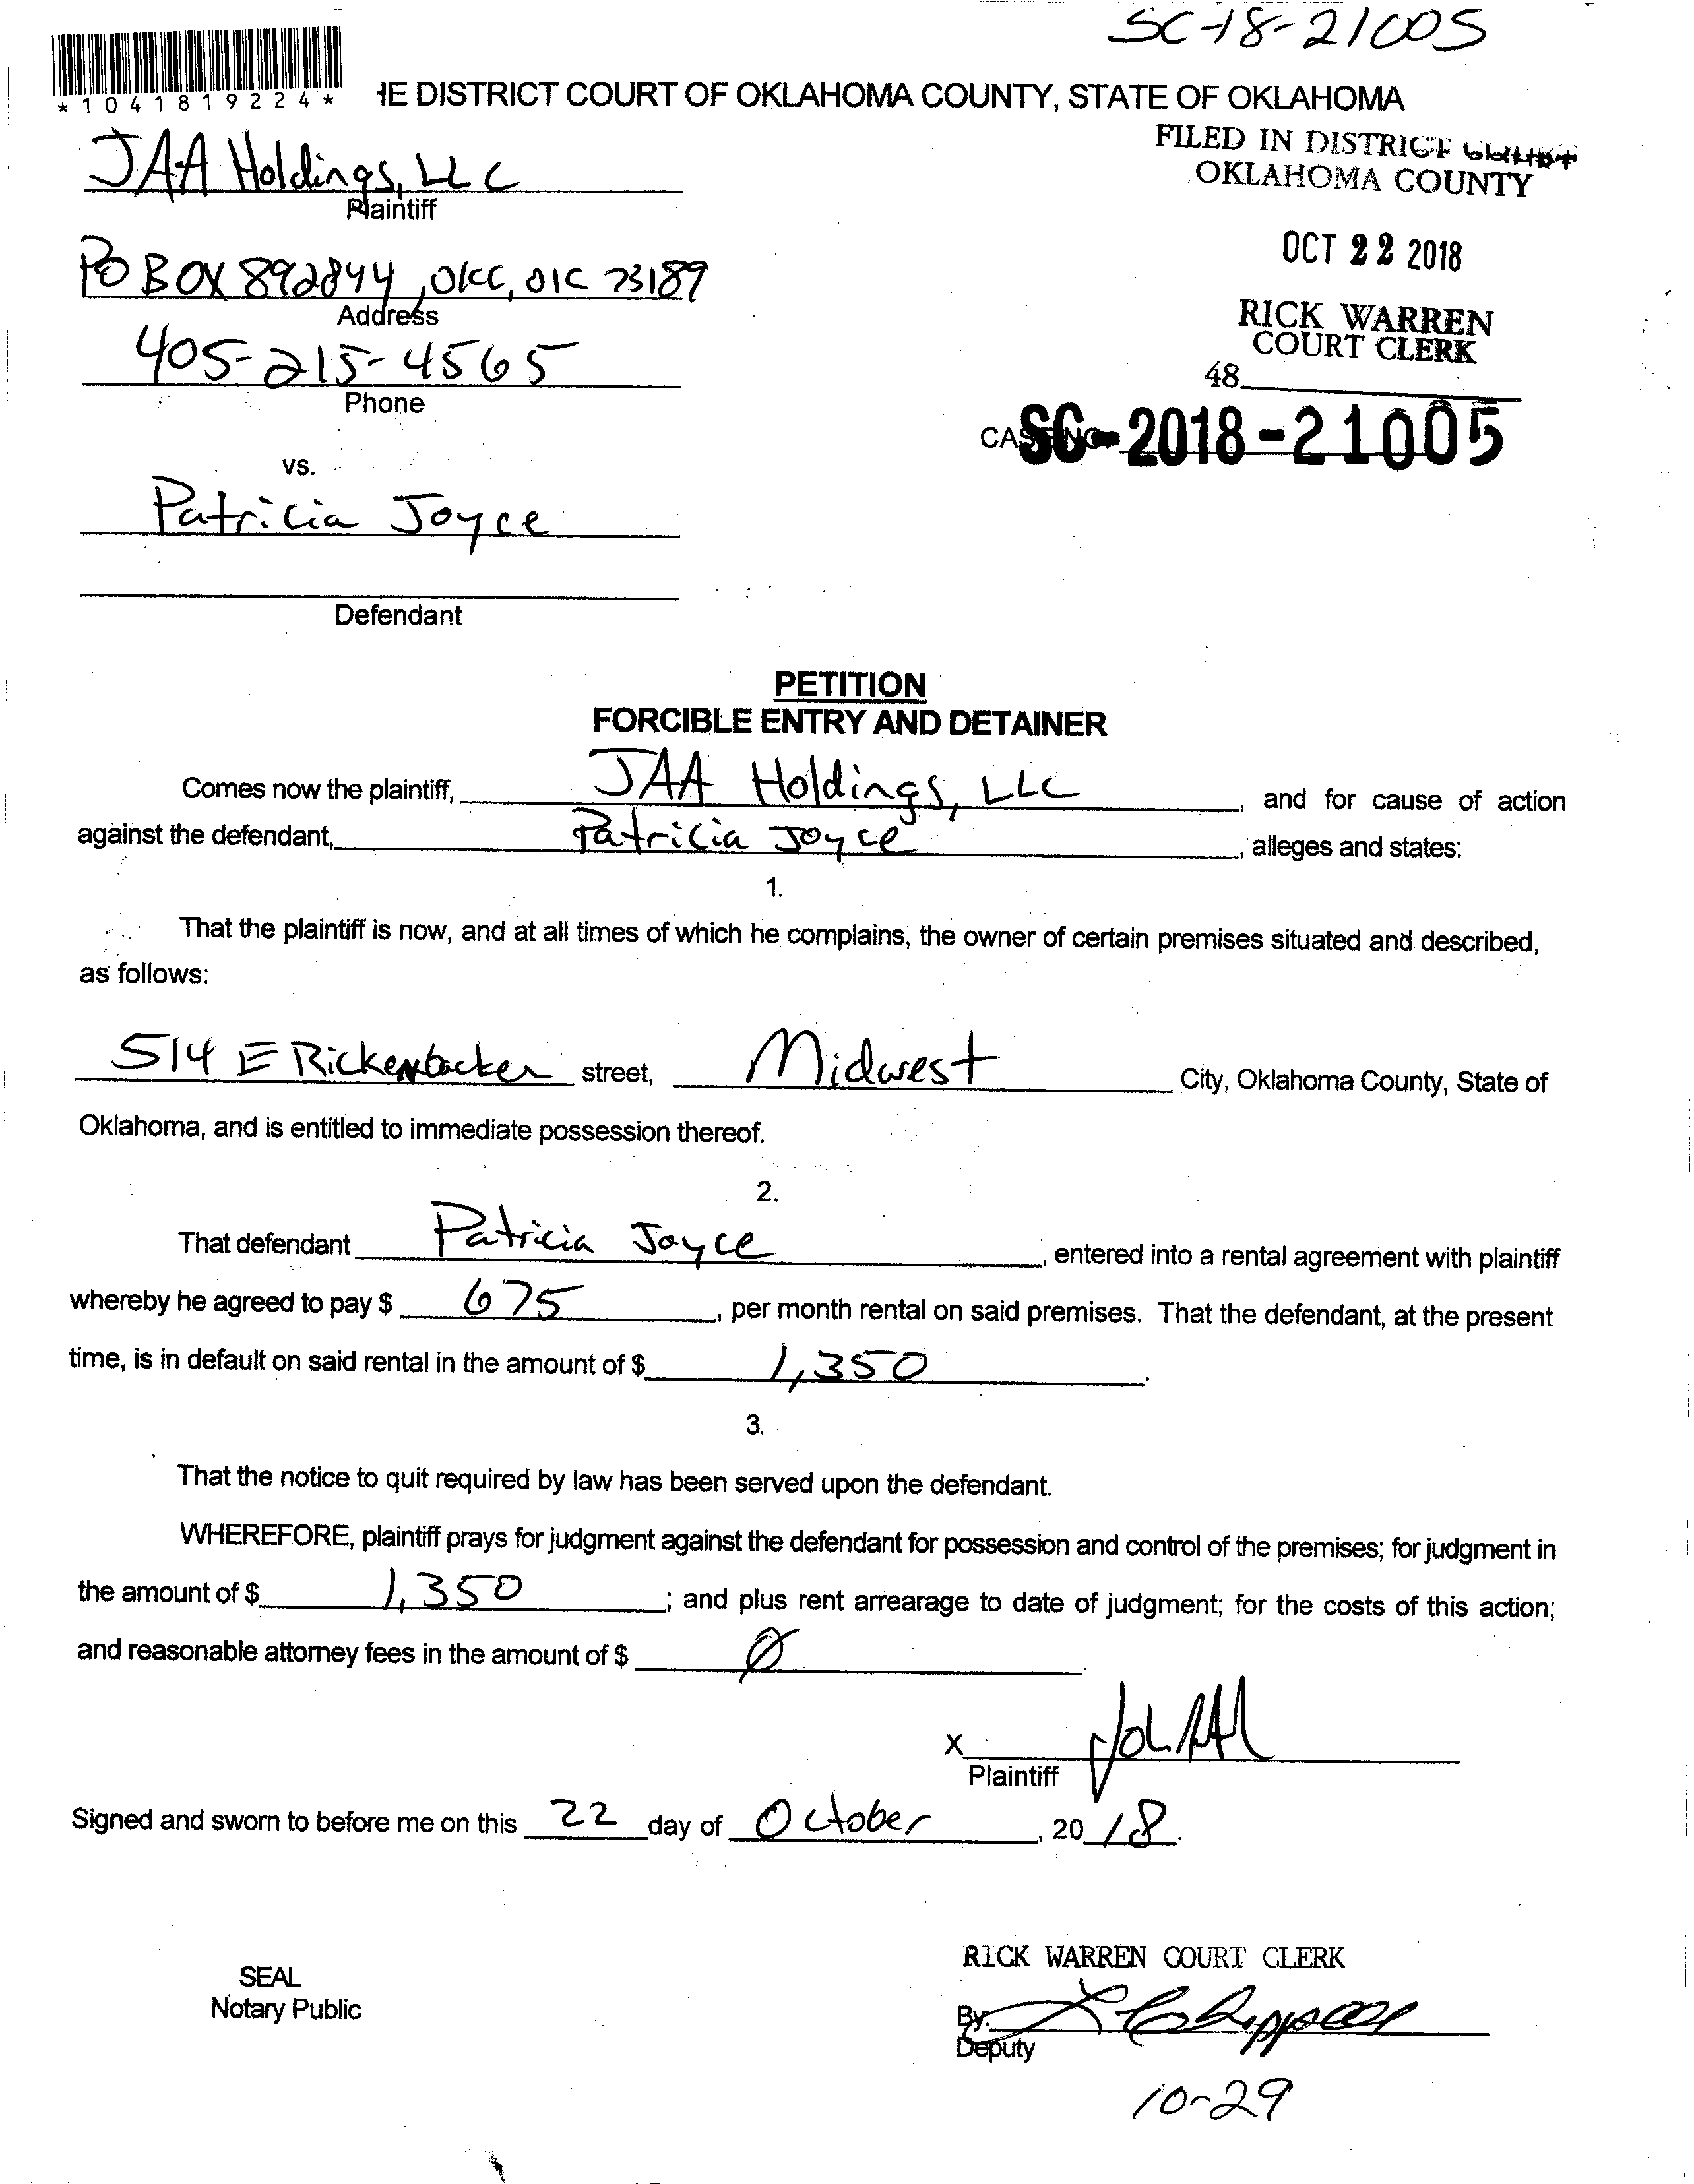 SC-18-21005
*1041819224*
HE DISTRICT COURT OF OKLAHOMA COUNTY, STATE OF OKLAHOMA
JAA Holdings, LLC
Plaintiff
FILED IN DISTRICT COURT
OKLAHOMA COUNTY
PO BOX 892844, OKC, OK 73189
Address
OCT 22 2018
405-215-4565
Phone
RICK WARREN
COURT CLERK
48
CASE NO. SC-2018-21005
vs.
Patricia Joyce
Defendant
PETITION
FORCIBLE ENTRY AND DETAINER
Comes now the plaintiff, JAA Holdings, LLC, and for cause of action
against the defendant, Patricia Joyce, alleges and states:
1.
That the plaintiff is now, and at all times of which he complains, the owner of certain premises situated and described,
as follows:
514 E Rickenbacker street, Midwest City, Oklahoma County, State of
Oklahoma, and is entitled to immediate possession thereof.
2.
That defendant Patricia Joyce, entered into a rental agreement with plaintiff
whereby he agreed to pay $ 675, per month rental on said premises. That the defendant, at the present
time, is in default on said rental in the amount of $ 1,350.
3.
That the notice to quit required by law has been served upon the defendant.
WHEREFORE, plaintiff prays for judgment against the defendant for possession and control of the premises; for judgment in
the amount of $ 1,350; and plus rent arrearage to date of judgment; for the costs of this action;
and reasonable attorney fees in the amount of $ Ø.
X
Plaintiff
Signed and sworn to before me on this 22 day of October, 2018.
SEAL
Notary Public
RICK WARREN COURT CLERK
By:
Deputy
10-29